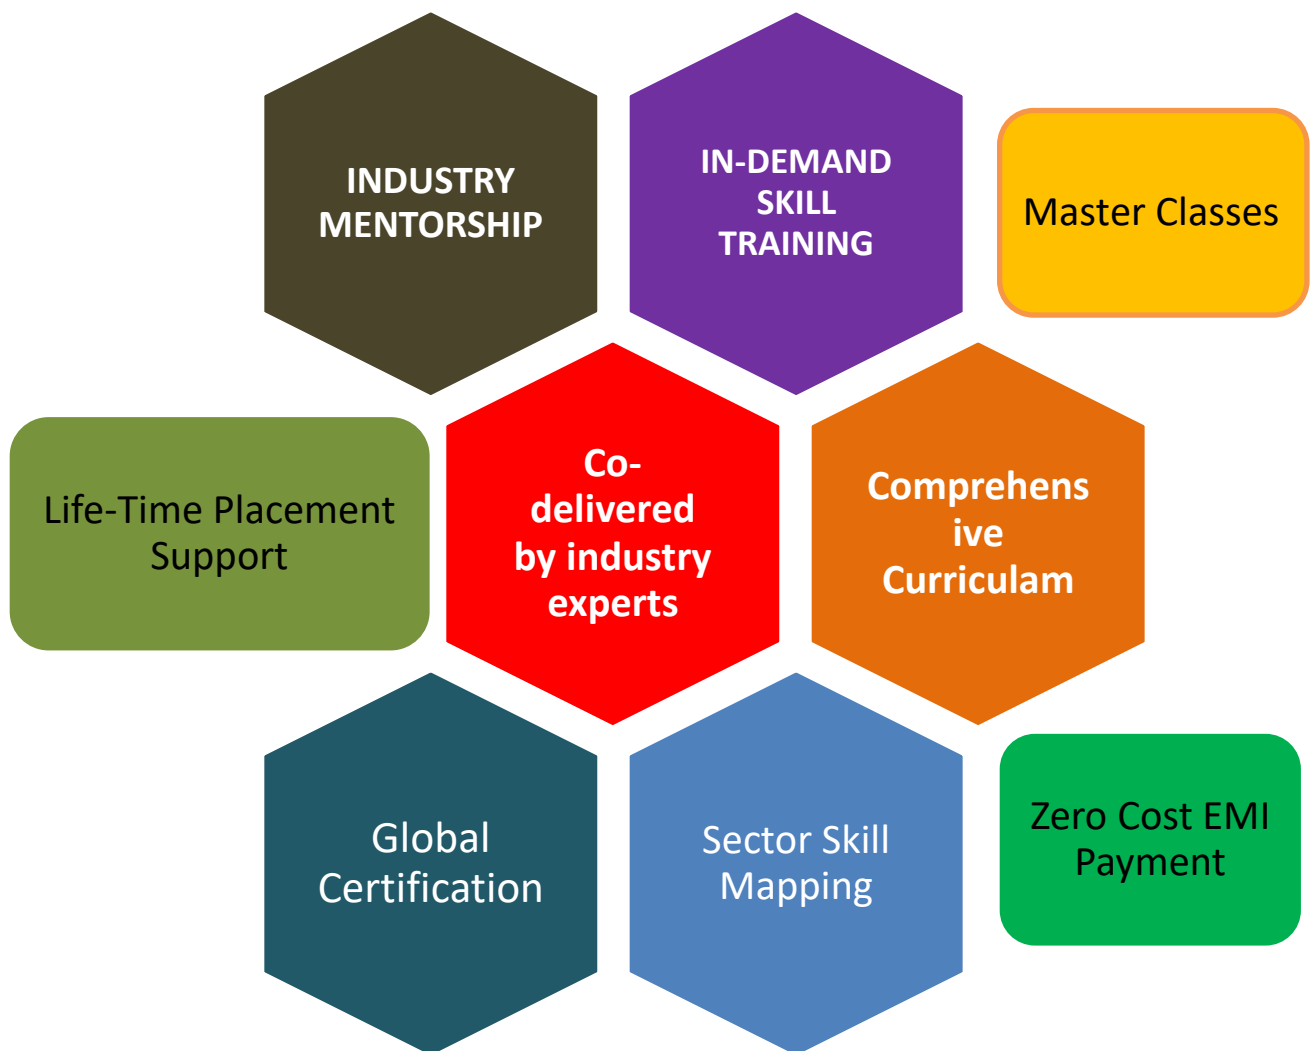 INDUSTRY
MENTORSHIP
IN-DEMAND
SKILL
TRAINING
Master Classes
Life-Time Placement
Support
Co-
delivered
by industry
experts
Comprehens
ive
Curriculam
Global
Certification
Sector Skill
Mapping
Zero Cost EMI
Payment